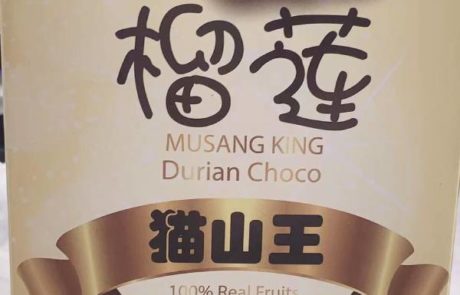 榴莲
MUSANG KING
Durian Choco
猫山王
100% Real Fruits